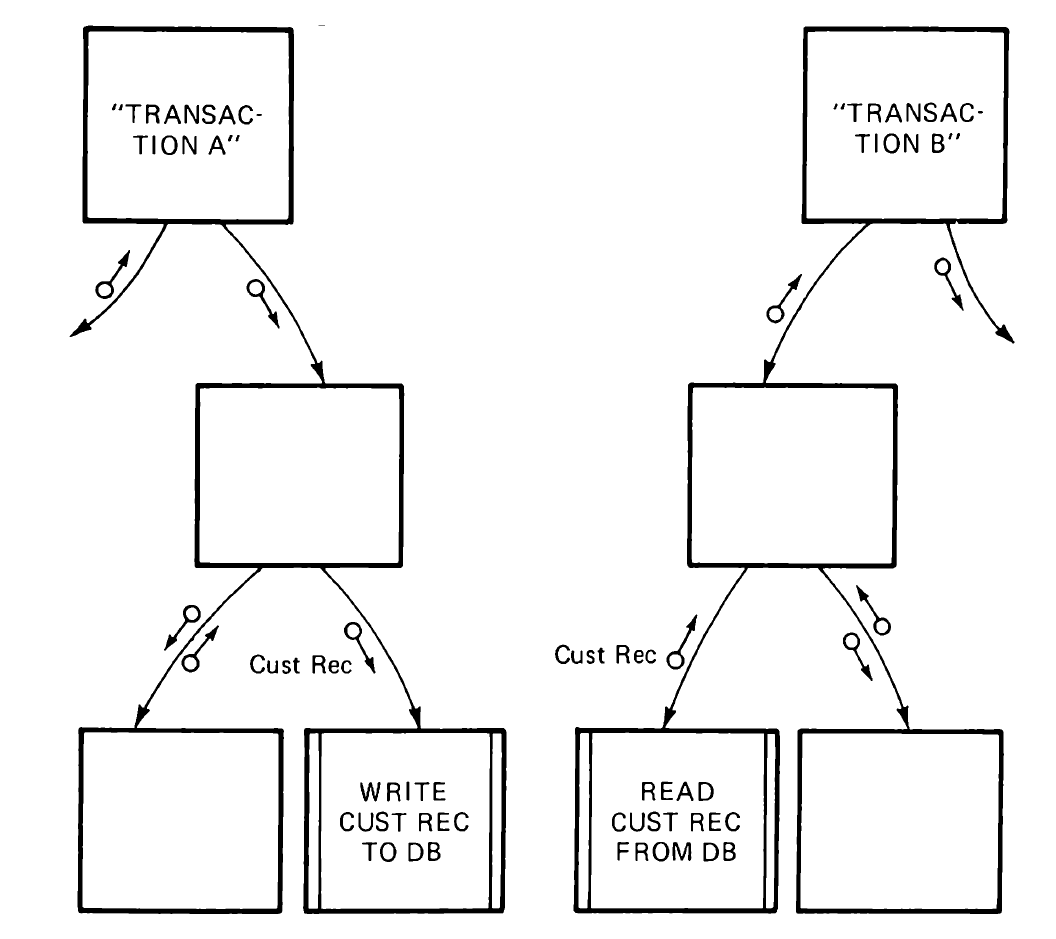 "TRANSAC-
TION A"
"TRANSAC-
TION B"
Cust Rec
Cust Rec
WRITE
CUST REC
TO DB
READ
CUST REC
FROM DB